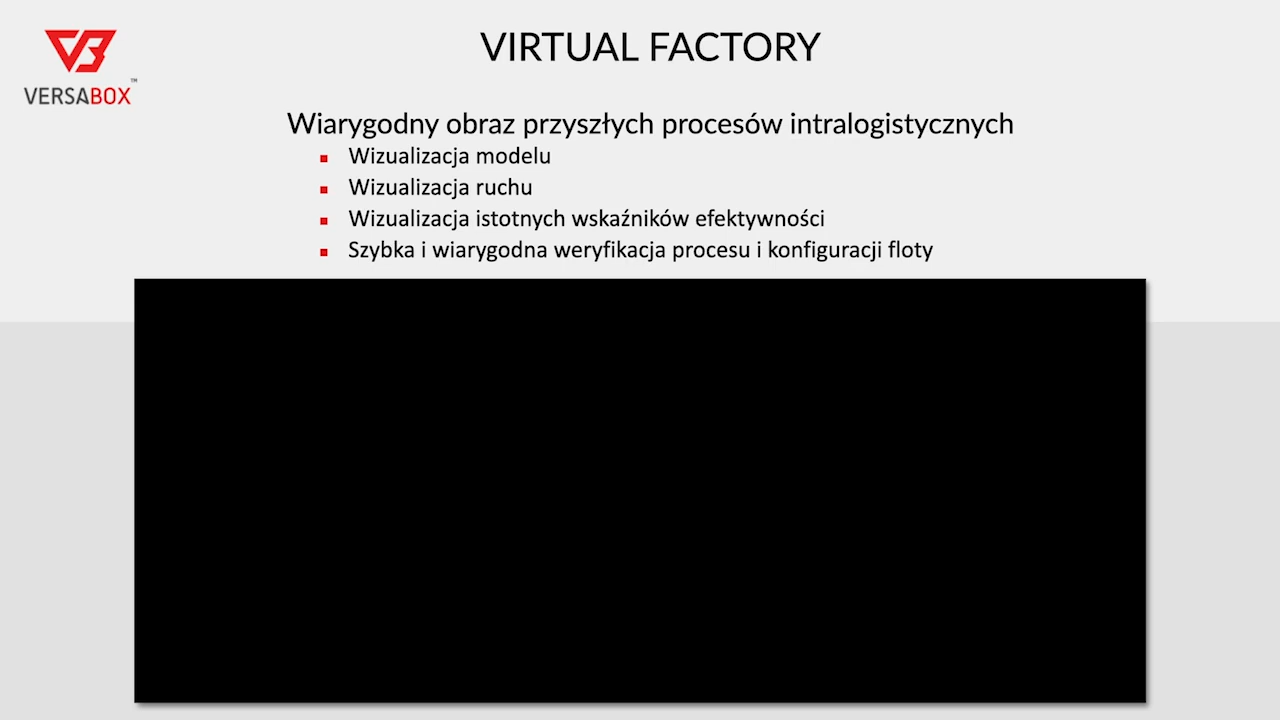 VIRTUAL FACTORY
VERSABOX™
Wiarygodny obraz przyszłych procesów intralogistycznych
Wizualizacja modelu
Wizualizacja ruchu
Wizualizacja istotnych wskaźników efektywności
Szybka i wiarygodna weryfikacja procesu i konfiguracji floty